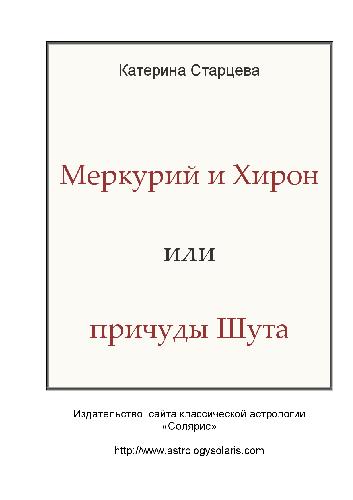 Катерина Старцева
Меркурий и Хирон
или
причуды Шута
Издательство сайта классической астрологии
«Солярис»
http://www.astrologysolaris.com